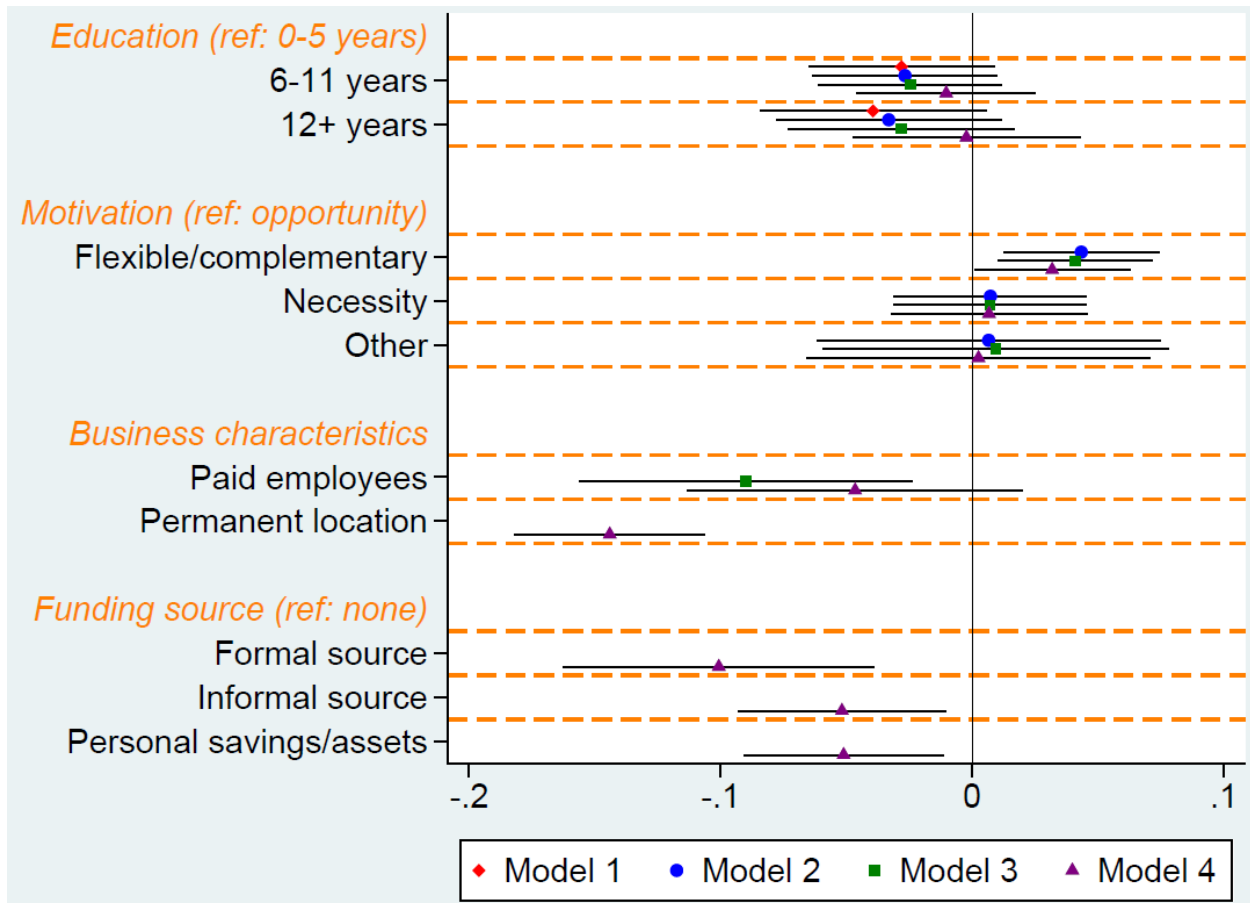 Education (ref: 0-5 years)
6-11 years
12+ years
Motivation (ref: opportunity)
Flexible/complementary
Necessity
Other
Business characteristics
Paid employees
Permanent location
Funding source (ref: none)
Formal source
Informal source
Personal savings/assets
-.2 -.1 0 .1
Model 1 Model 2 Model 3 Model 4